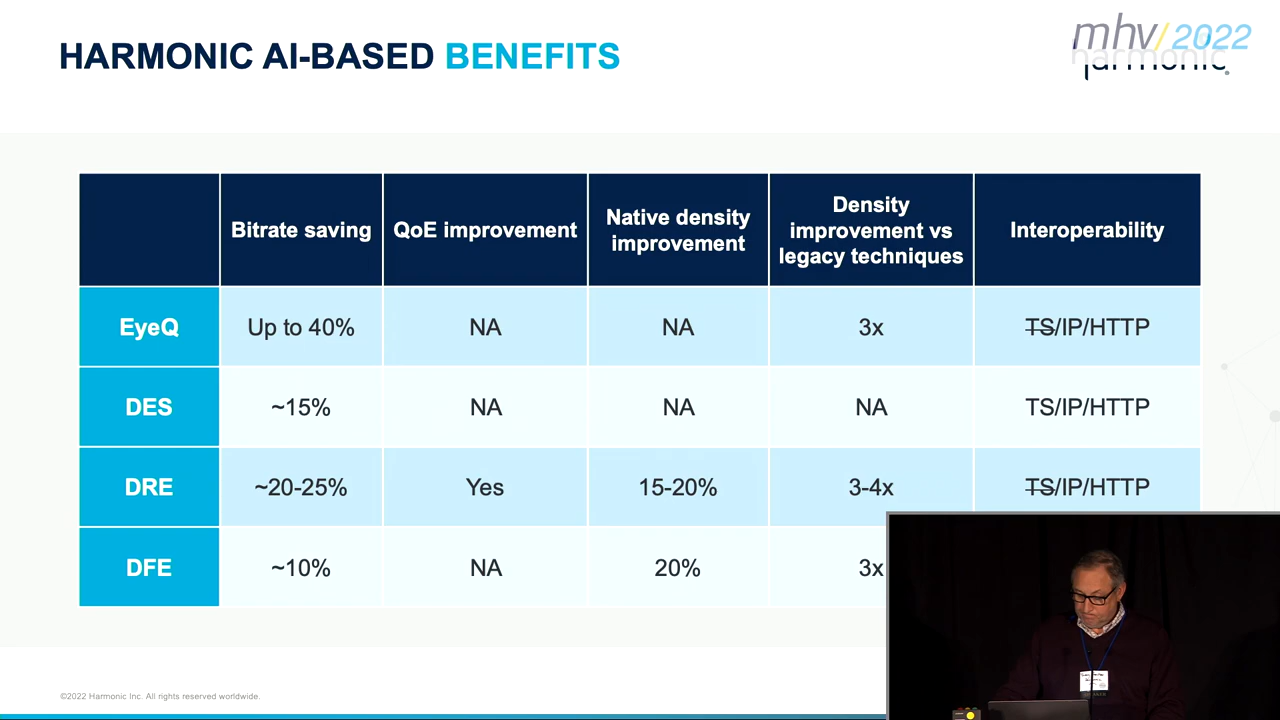 HARMONIC AI-BASED BENEFITS
mhv/2022
harmonic
Bitrate saving
QoE improvement
Native density
improvement
Density
improvement vs
legacy techniques
Interoperability
EyeQ
Up to 40%
NA
NA
3x
TS/IP/HTTP
DES
~15%
NA
NA
NA
TS/IP/HTTP
DRE
~20-25%
Yes
15-20%
3-4x
TS/IP/HTTP
DFE
~10%
NA
20%
3x
©2022 Harmonic Inc. All rights reserved worldwide.